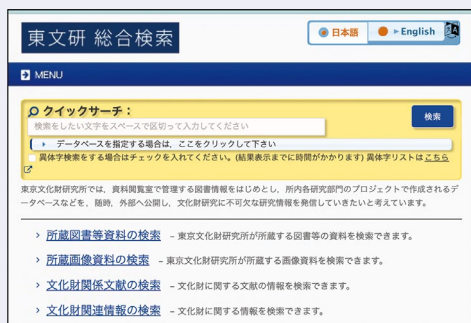 東文研 総合検索
日本語
English
MENU
クイックサーチ：
検索をしたい文字をスペースで区切って入力してください
検索
データベースを指定する場合は、ここをクリックして下さい
異体字検索をする場合はチェックを入れてください。(結果表示までに時間がかかります) 異体字リストはこちら
東京文化財研究所では、資料閲覧室で管理する図書情報をはじめとし、所内各研究部門のプロジェクトで作成されるデ
ータベースなどを、随時、外部へ公開し、文化財研究に不可欠な研究情報を発信していきたいと考えています。
所蔵図書等資料の検索 – 東京文化財研究所が所蔵する図書等の資料を検索できます。
所蔵画像資料の検索 – 東京文化財研究所が所蔵する画像資料を検索できます。
文化財関係文献の検索 – 文化財に関する文献の情報を検索できます。
文化財関連情報の検索 – 文化財に関する情報を検索できます。